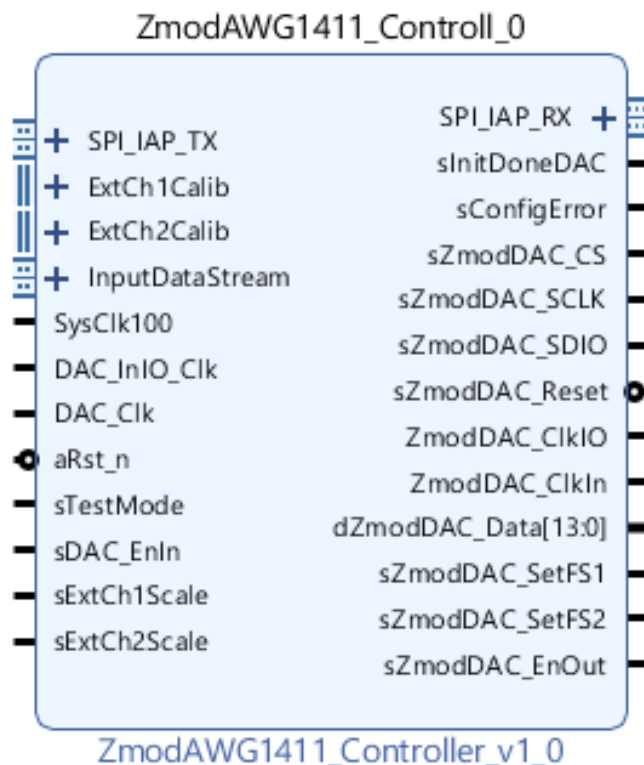 ZmodAWG1411_Controll_0
SPI_IAP_TX
ExtCh1Calib
ExtCh2Calib
InputDataStream
SysClk100
DAC_InIO_Clk
DAC_Clk
aRst_n
sTestMode
sDAC_EnIn
sExtCh1Scale
sExtCh2Scale
SPI_IAP_RX
sInitDoneDAC
sConfigError
sZmodDAC_CS
sZmodDAC_SCLK
sZmodDAC_SDIO
sZmodDAC_Reset
ZmodDAC_ClkIO
ZmodDAC_ClkIn
dZmodDAC_Data[13:0]
sZmodDAC_SetFS1
sZmodDAC_SetFS2
sZmodDAC_EnOut
ZmodAWG1411_Controller_v1_0